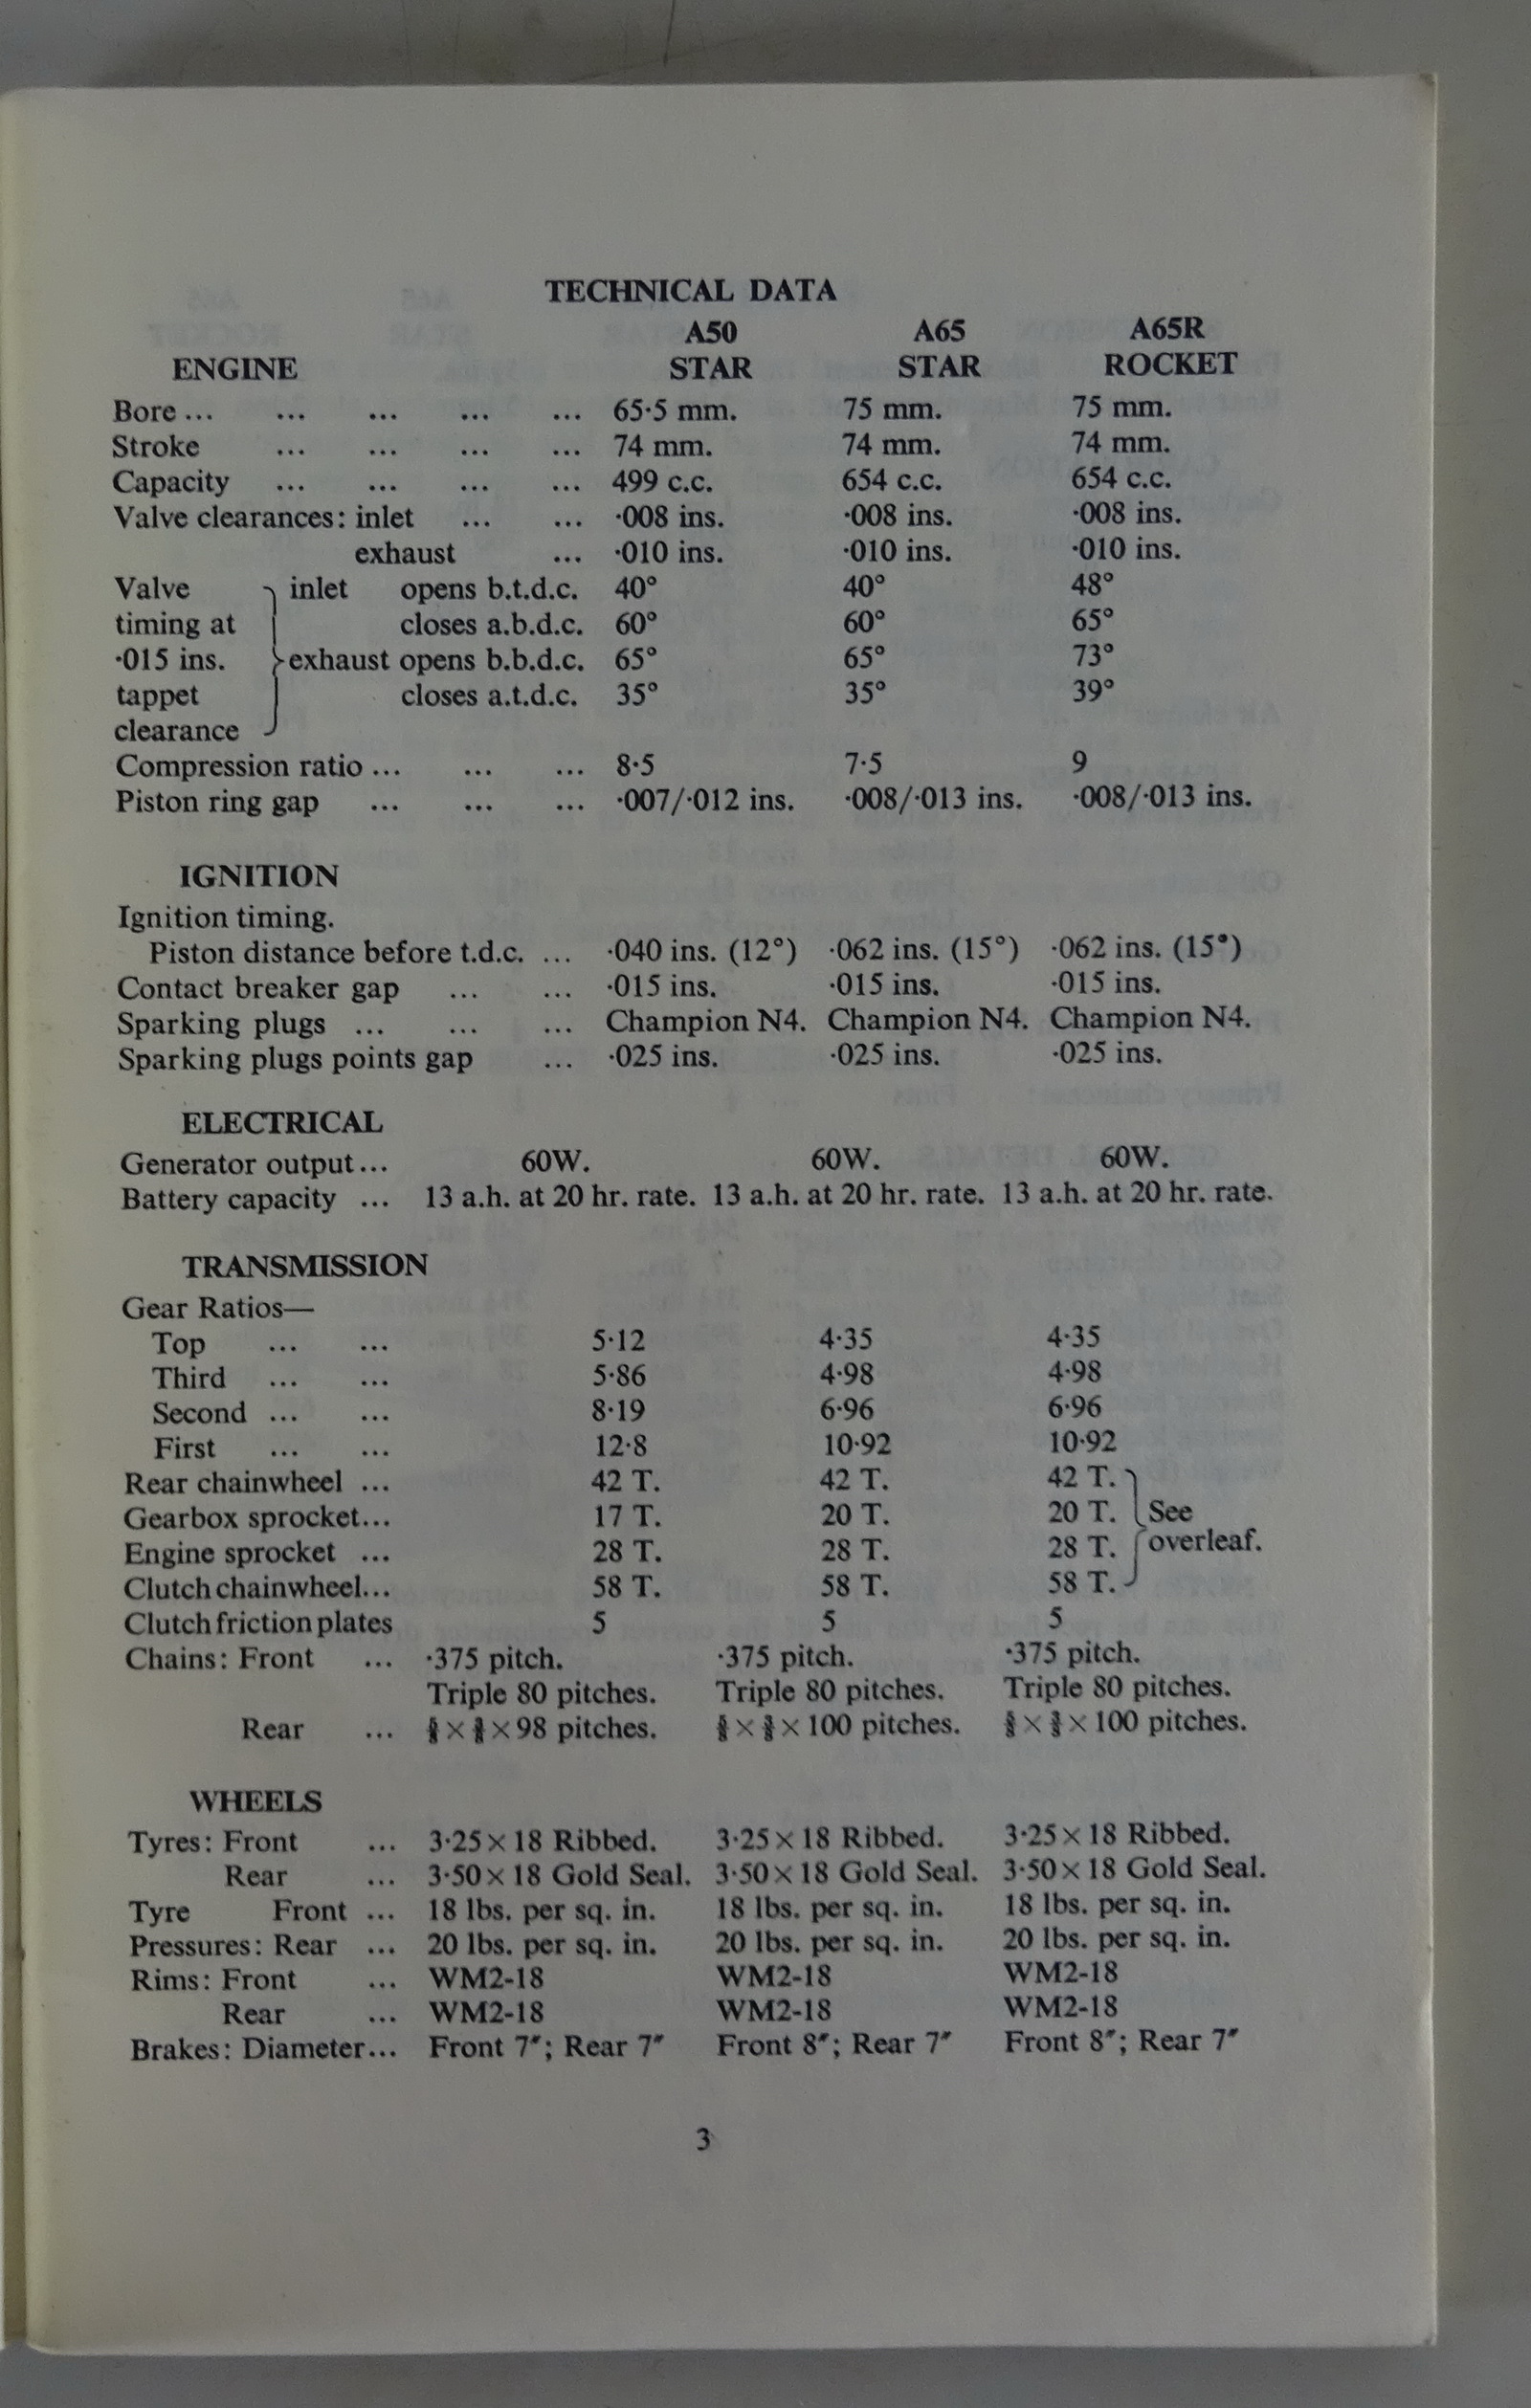 TECHNICAL DATA
A50 A65 A65R
ENGINE STAR STAR ROCKET
Bore ... ... ... ... ... 65·5 mm. 75 mm. 75 mm.
Stroke ... ... ... ... 74 mm. 74 mm. 74 mm.
Capacity ... ... ... ... 499 c.c. 654 c.c. 654 c.c.
Valve clearances: inlet ... ... ·008 ins. ·008 ins. ·008 ins.
exhaust ... ·010 ins. ·010 ins. ·010 ins.
Valve inlet opens b.t.d.c. 40° 40° 48°
timing at closes a.b.d.c. 60° 60° 65°
·015 ins. exhaust opens b.b.d.c. 65° 65° 73°
tappet closes a.t.d.c. 35° 35° 39°
clearance
Compression ratio ... ... ... 8·5 7·5 9
Piston ring gap ... ... ... ·007/·012 ins. ·008/·013 ins. ·008/·013 ins.
IGNITION
Ignition timing.
Piston distance before t.d.c. ... ·040 ins. (12°) ·062 ins. (15°) ·062 ins. (15°)
Contact breaker gap ... ... ·015 ins. ·015 ins. ·015 ins.
Sparking plugs ... ... ... Champion N4. Champion N4. Champion N4.
Sparking plugs points gap ... ·025 ins. ·025 ins. ·025 ins.
ELECTRICAL
Generator output ... 60W. 60W. 60W.
Battery capacity ... 13 a.h. at 20 hr. rate. 13 a.h. at 20 hr. rate. 13 a.h. at 20 hr. rate.
TRANSMISSION
Gear Ratios—
Top ... ... 5·12 4·35 4·35
Third ... ... 5·86 4·98 4·98
Second ... ... 8·19 6·96 6·96
First ... ... 12·8 10·92 10·92
Rear chainwheel ... 42 T. 42 T. 42 T.
Gearbox sprocket... 17 T. 20 T. 20 T. See
Engine sprocket ... 28 T. 28 T. 28 T. overleaf.
Clutch chainwheel... 58 T. 58 T. 58 T.
Clutch friction plates 5 5 5
Chains: Front ... ·375 pitch. ·375 pitch. ·375 pitch.
Triple 80 pitches. Triple 80 pitches. Triple 80 pitches.
Rear ... ⅝ × ⅜ × 98 pitches. ⅝ × ⅜ × 100 pitches. ⅝ × ⅜ × 100 pitches.
WHEELS
Tyres: Front ... 3·25 × 18 Ribbed. 3·25 × 18 Ribbed. 3·25 × 18 Ribbed.
Rear ... 3·50 × 18 Gold Seal. 3·50 × 18 Gold Seal. 3·50 × 18 Gold Seal.
Tyre Front ... 18 lbs. per sq. in. 18 lbs. per sq. in. 18 lbs. per sq. in.
Pressures: Rear ... 20 lbs. per sq. in. 20 lbs. per sq. in. 20 lbs. per sq. in.
Rims: Front ... WM2-18 WM2-18 WM2-18
Rear ... WM2-18 WM2-18 WM2-18
Brakes: Diameter... Front 7″; Rear 7″ Front 8″; Rear 7″ Front 8″; Rear 7″
3